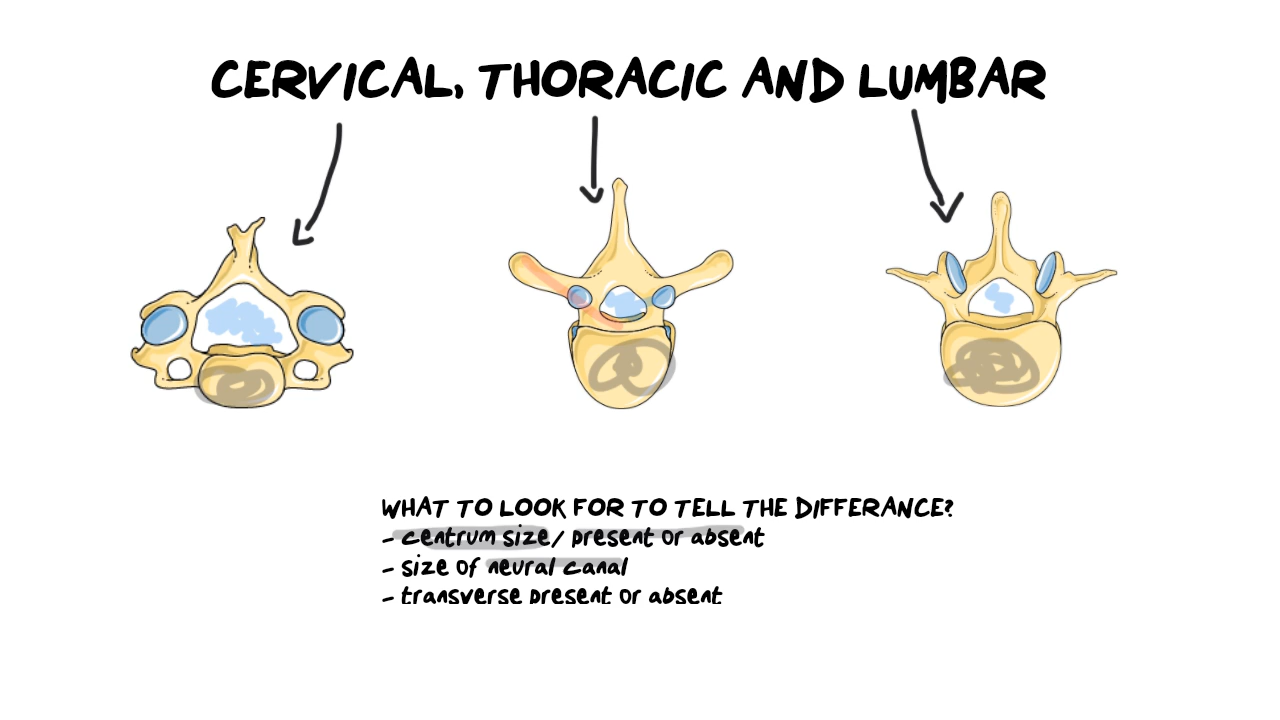 CERVICAL, THORACIC AND LUMBAR
WHAT TO LOOK FOR TO TELL THE DIFFERANCE?
- centrum size/ present or absent
- size of neural canal
- transverse present or absent